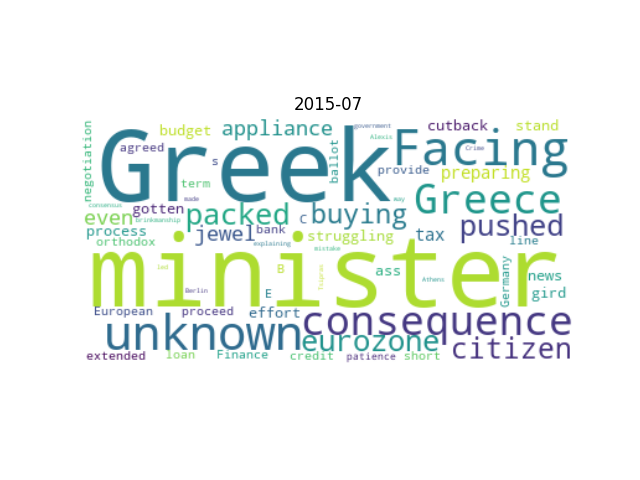 2015-07
negotiation
budget
appliance
government
Alexis
cutback
stand
agreed
s
ballot
Greek
Facing
Crime
provide
preparing
term
made
may
consensus
gotten
even
Brinkmanship
packed
c
buying
Greece
pushed
process
orthodox
jewel
bank
explaining
struggling
mistake
tax
line
minister
led
B
Tsipras
ass
Athens
Germany
news
Berlin
E
gird
European
proceed
effort
unknown
consequence
eurozone
citizen
extended
loan
Finance
credit
patience
short